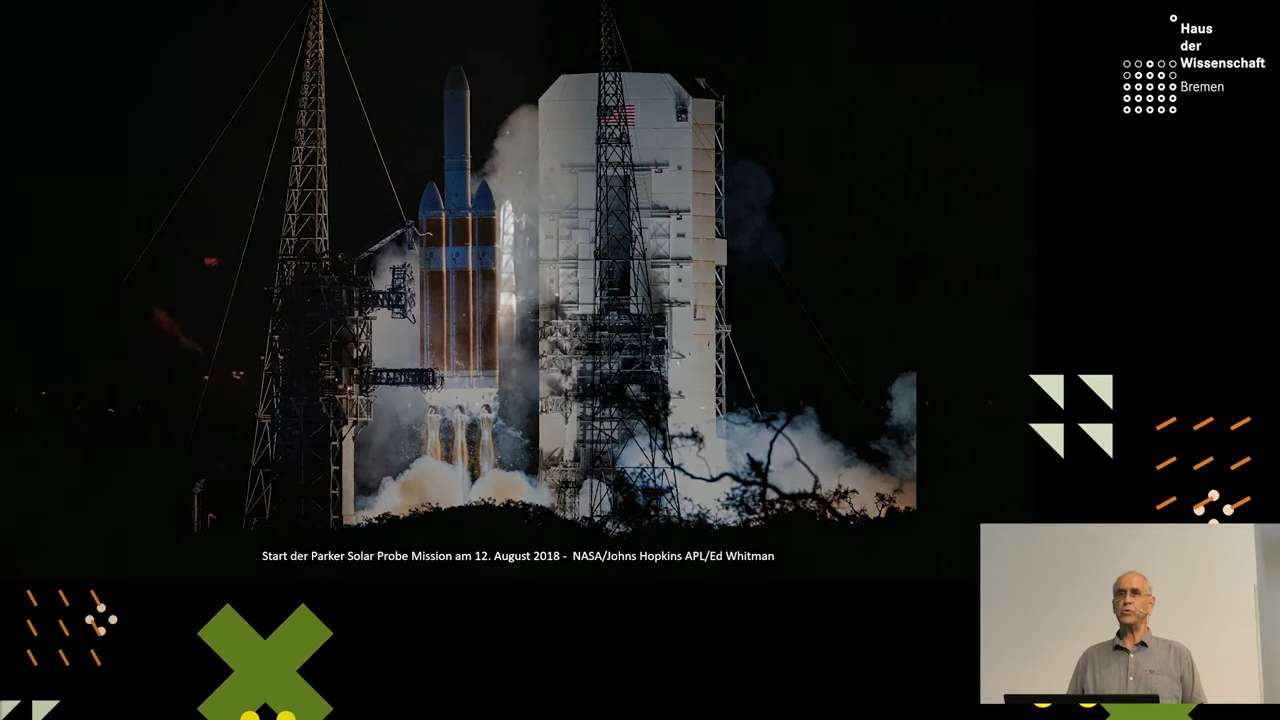 Haus
der
Wissenschaft
Bremen
Start der Parker Solar Probe Mission am 12. August 2018 - NASA/Johns Hopkins APL/Ed Whitman